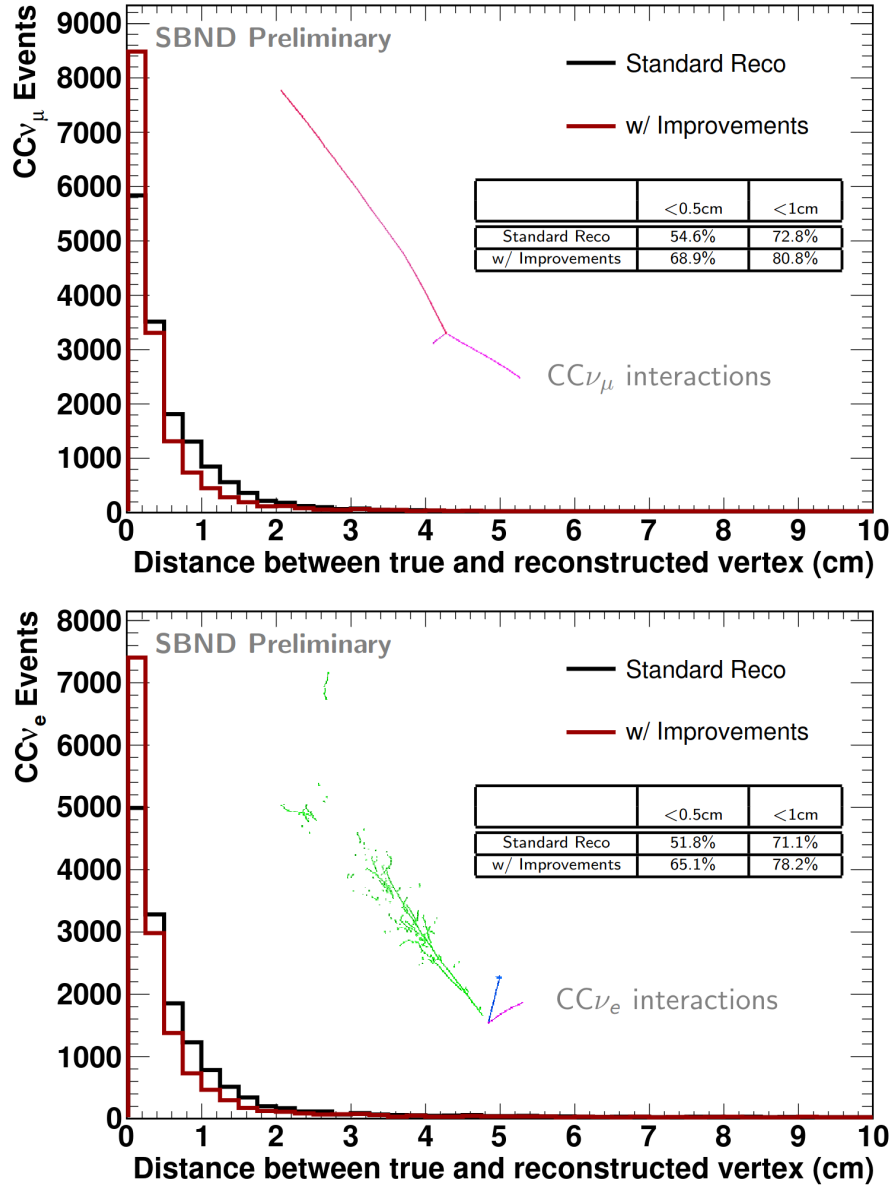 SBND Preliminary
CCνμ Events
9000
8000
7000
6000
5000
4000
3000
2000
1000
0
Standard Reco
w/ Improvements
<0.5cm <1cm
Standard Reco 54.6% 72.8%
w/ Improvements 68.9% 80.8%
CCνμ interactions
0 1 2 3 4 5 6 7 8 9 10
Distance between true and reconstructed vertex (cm)
SBND Preliminary
CCνe Events
8000
7000
6000
5000
4000
3000
2000
1000
0
Standard Reco
w/ Improvements
<0.5cm <1cm
Standard Reco 51.8% 71.1%
w/ Improvements 65.1% 78.2%
CCνe interactions
0 1 2 3 4 5 6 7 8 9 10
Distance between true and reconstructed vertex (cm)